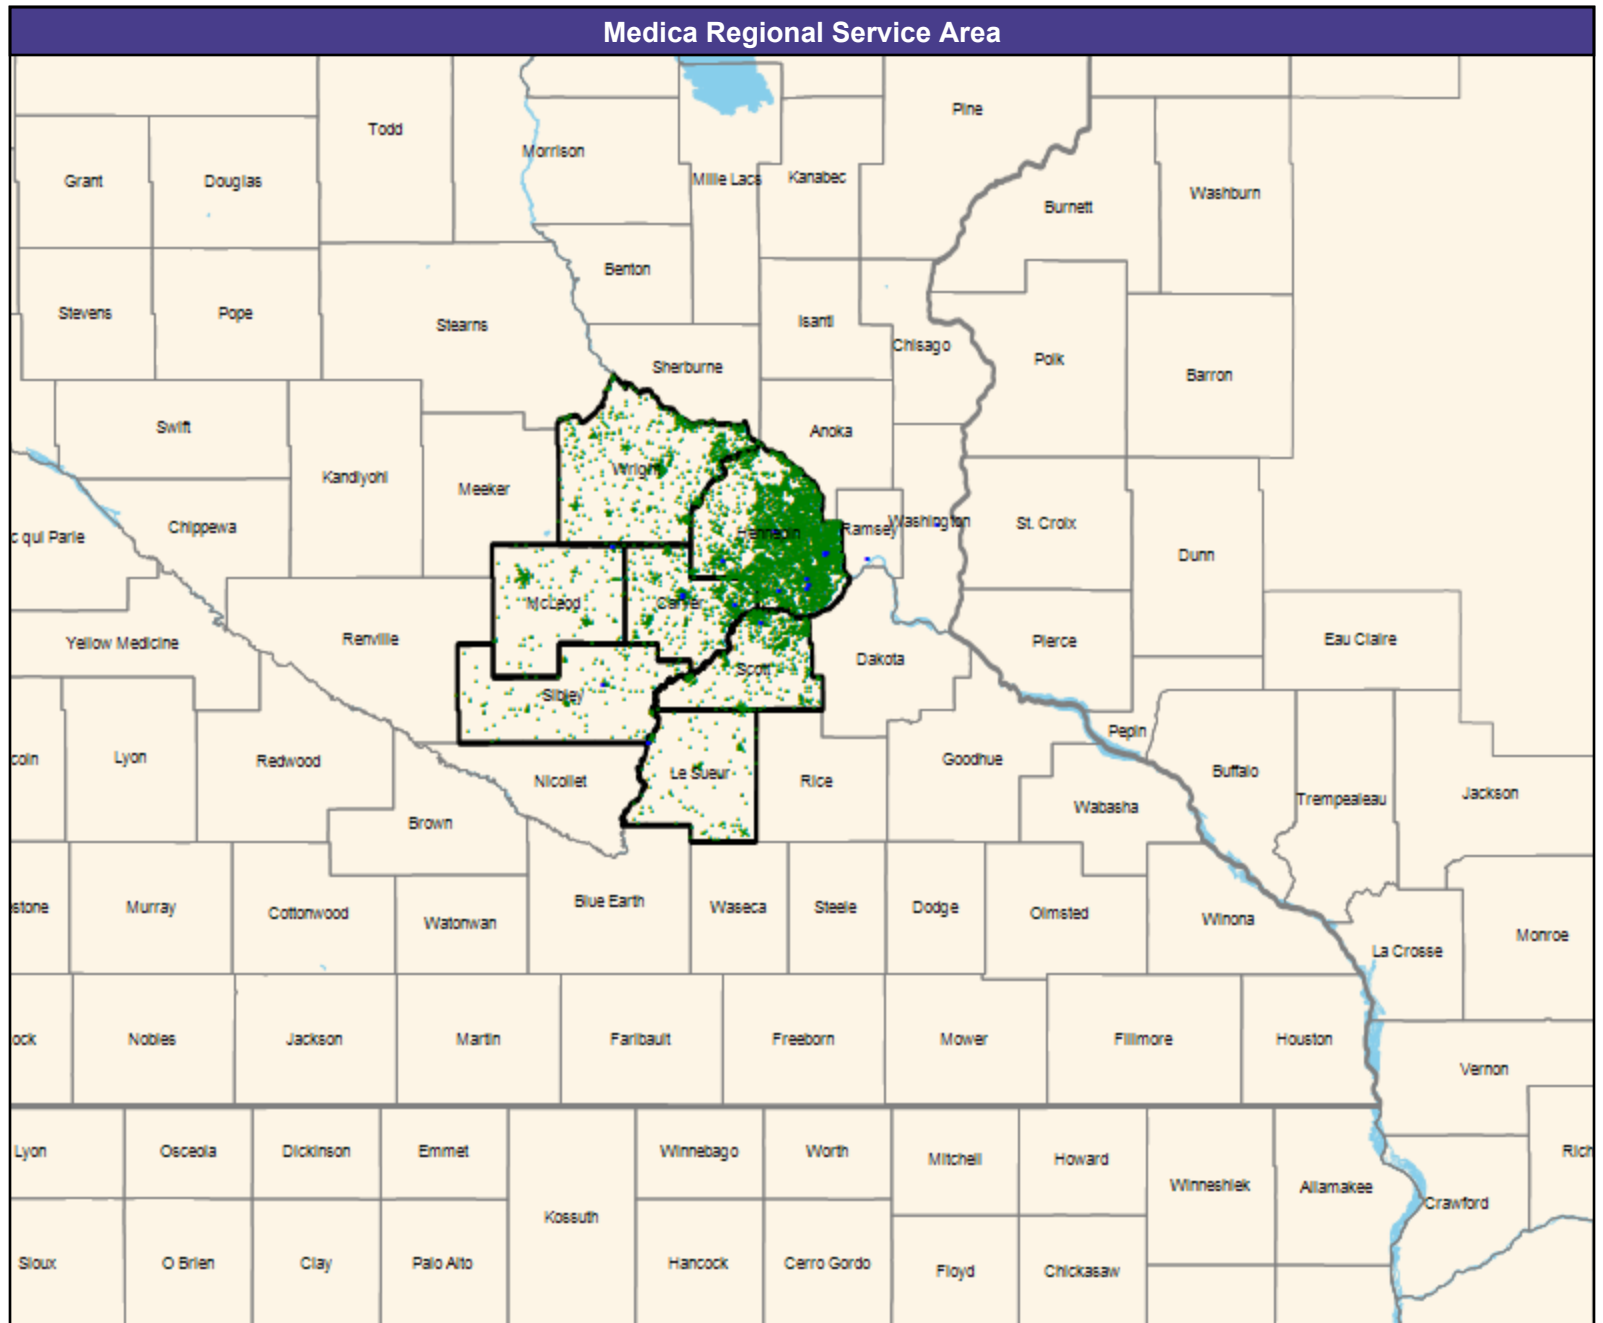 Medica Regional Service Area
Pine
Todd
Morrison
Mille Lacs
Kanabec
Grant
Douglas
Washburn
Burnett
Benton
Stevens
Pope
Stearns
Isanti
Chisago
Polk
Sherburne
Barron
Swift
Anoka
Wright
Kandiyohi
Meeker
Chippewa
c qui Parle
Hennepin
Ramsey
Washington
St. Croix
Dunn
McLeod
Carver
Yellow Medicine
Renville
Pierce
Eau Claire
Scott
Dakota
Sibley
Pepin
coln
Lyon
Redwood
Nicollet
Le Sueur
Rice
Goodhue
Buffalo
Trempealeau
Jackson
Wabasha
Brown
stone
Murray
Cottonwood
Watonwan
Blue Earth
Waseca
Steele
Dodge
Olmsted
Winona
La Crosse
Monroe
ock
Nobles
Jackson
Martin
Faribault
Freeborn
Mower
Fillmore
Houston
Vernon
Lyon
Osceola
Dickinson
Emmet
Winnebago
Worth
Mitchell
Howard
Winneshiek
Allamakee
Crawford
Rich
Kossuth
Sioux
O Brien
Clay
Palo Alto
Hancock
Cerro Gordo
Floyd
Chickasaw